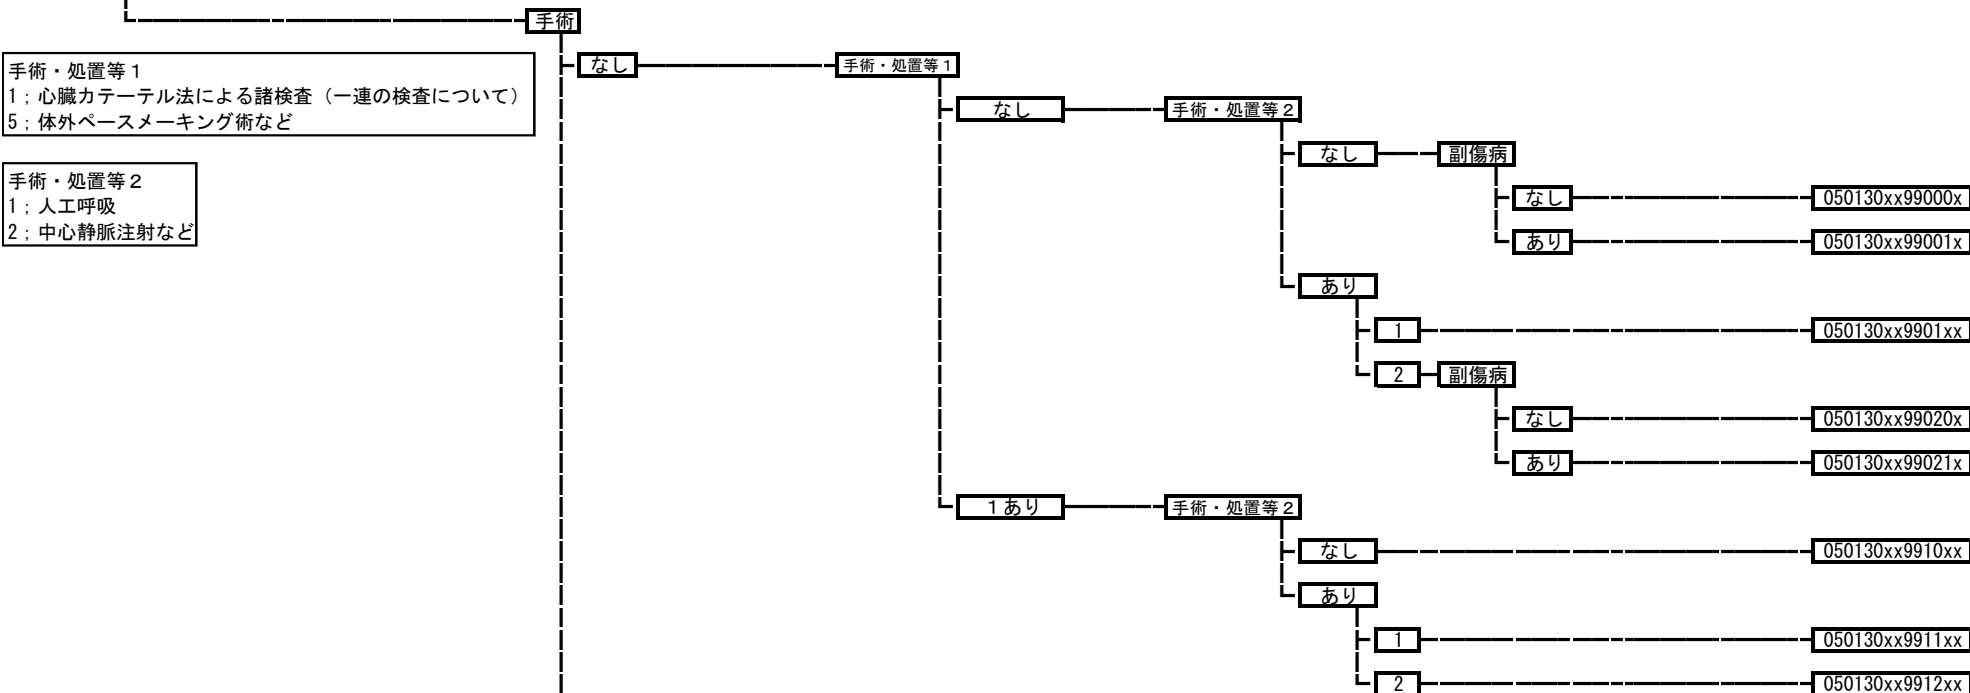 手術
なし
手術・処置等1
手術・処置等1
1；心臓カテーテル法による諸検査（一連の検査について）
5；体外ペースメーキング術など
なし
手術・処置等2
なし
副傷病
手術・処置等2
1；人工呼吸
2；中心静脈注射など
なし
050130xx99000x
あり
050130xx99001x
あり
1
050130xx9901xx
2
副傷病
なし
050130xx99020x
あり
050130xx99021x
1あり
手術・処置等2
なし
050130xx9910xx
あり
1
050130xx9911xx
2
050130xx9912xx